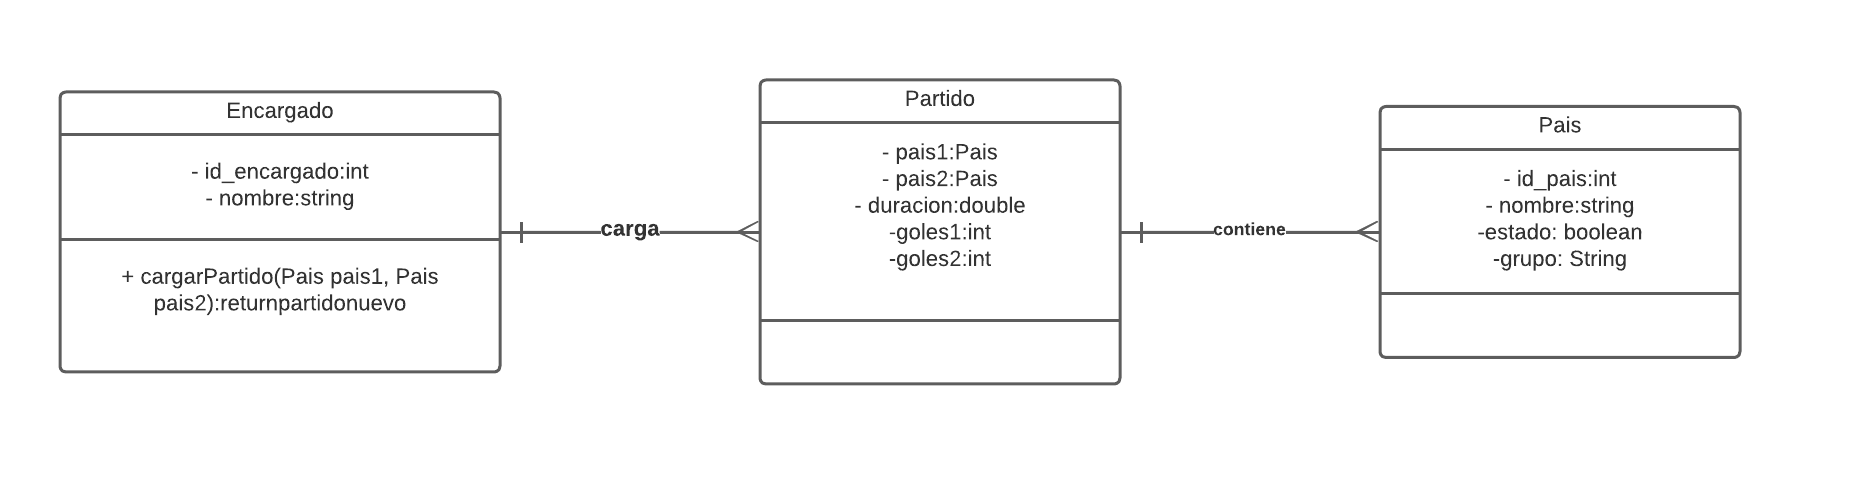 Encargado
- id_encargado:int
- nombre:string
+ cargarPartido(Pais pais1, Pais
pais2):returnpartidonuevo
carga
Partido
- pais1:Pais
- pais2:Pais
- duracion:double
-goles1:int
-goles2:int
contiene
Pais
- id_pais:int
- nombre:string
-estado: boolean
-grupo: String